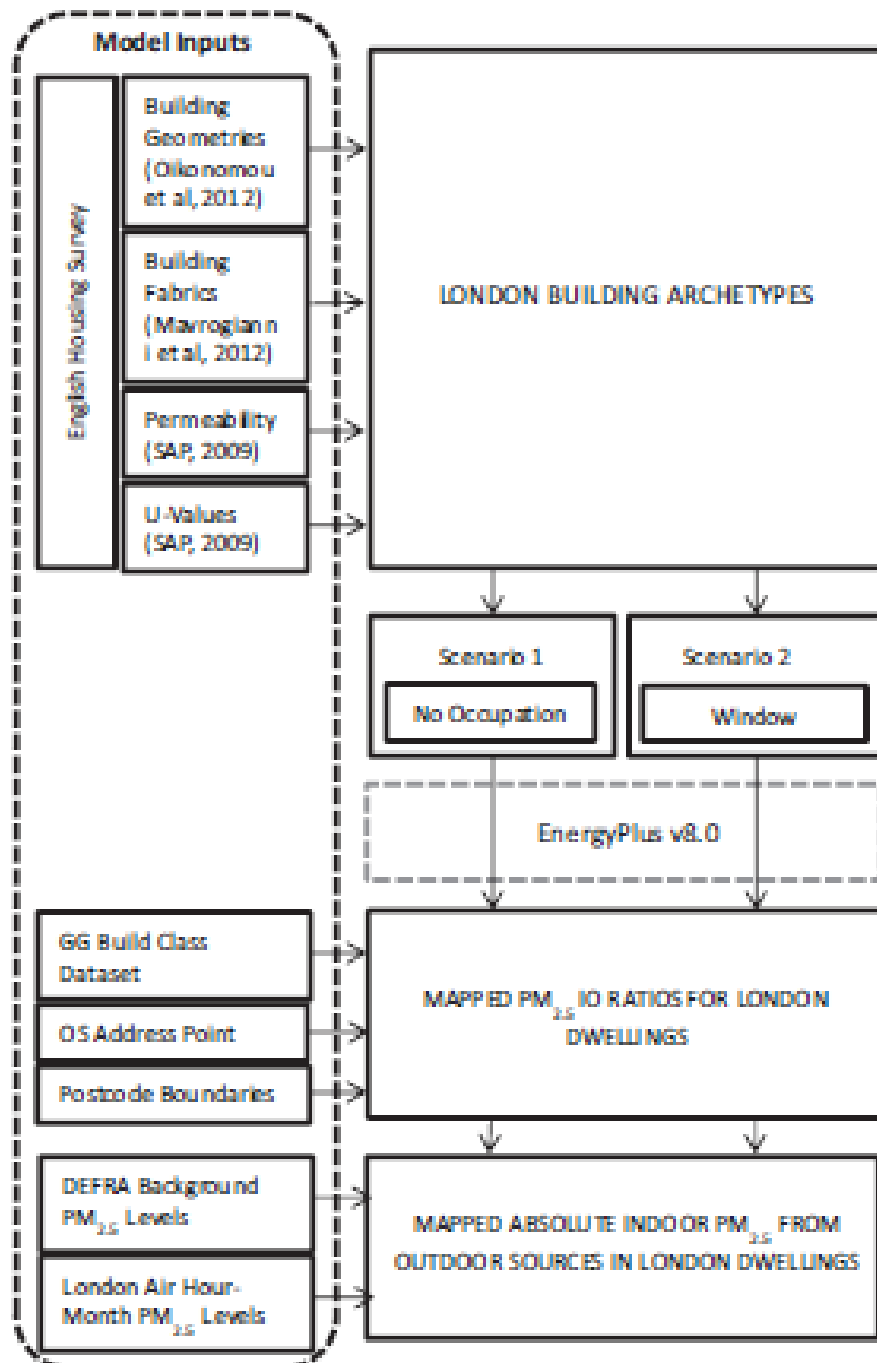 Model Inputs
English Housing Survey
Building
Geometries
(Oikonomou
et al, 2012)
Building
Fabrics
(Mavrogiann
i et al, 2012)
Permeability
(SAP, 2009)
U-Values
(SAP, 2009)
LONDON BUILDING ARCHETYPES
Scenario 1
No Occupation
Scenario 2
Window
EnergyPlus v8.0
GG Build Class
Dataset
OS Address Point
Postcode Boundaries
MAPPED PM2.5 IO RATIOS FOR LONDON
DWELLINGS
DEFRA Background
PM2.5 Levels
London Air Hour-
Month PM2.5 Levels
MAPPED ABSOLUTE INDOOR PM2.5 FROM
OUTDOOR SOURCES IN LONDON DWELLINGS